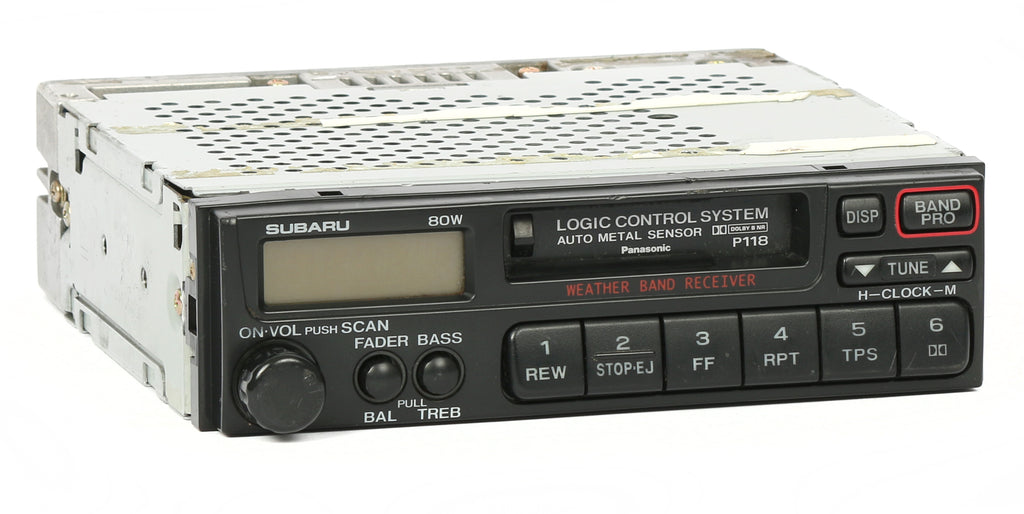 SUBARU
80W
LOGIC CONTROL SYSTEM
AUTO METAL SENSOR DOLBY B NR
Panasonic P118
WEATHER BAND RECEIVER
DISP
BAND
PRO
TUNE
H-CLOCK-M
ON·VOL PUSH SCAN
FADER BASS
PULL
BAL TREB
1
REW
2
STOP·EJ
3
FF
4
RPT
5
TPS
6